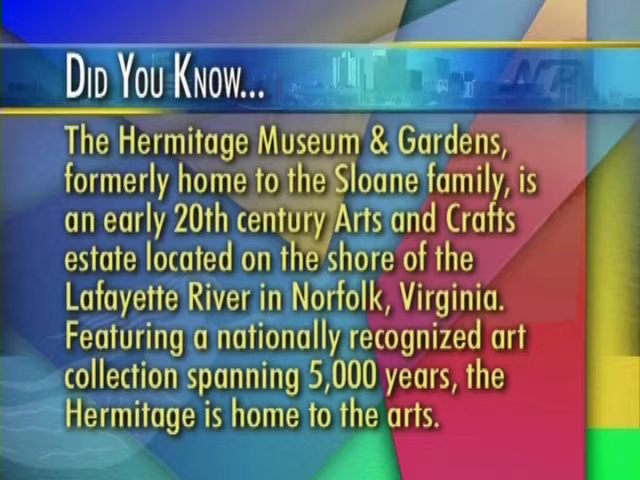 DID YOU KNOW...
The Hermitage Museum & Gardens,
formerly home to the Sloane family, is
an early 20th century Arts and Crafts
estate located on the shore of the
Lafayette River in Norfolk, Virginia.
Featuring a nationally recognized art
collection spanning 5,000 years, the
Hermitage is home to the arts.